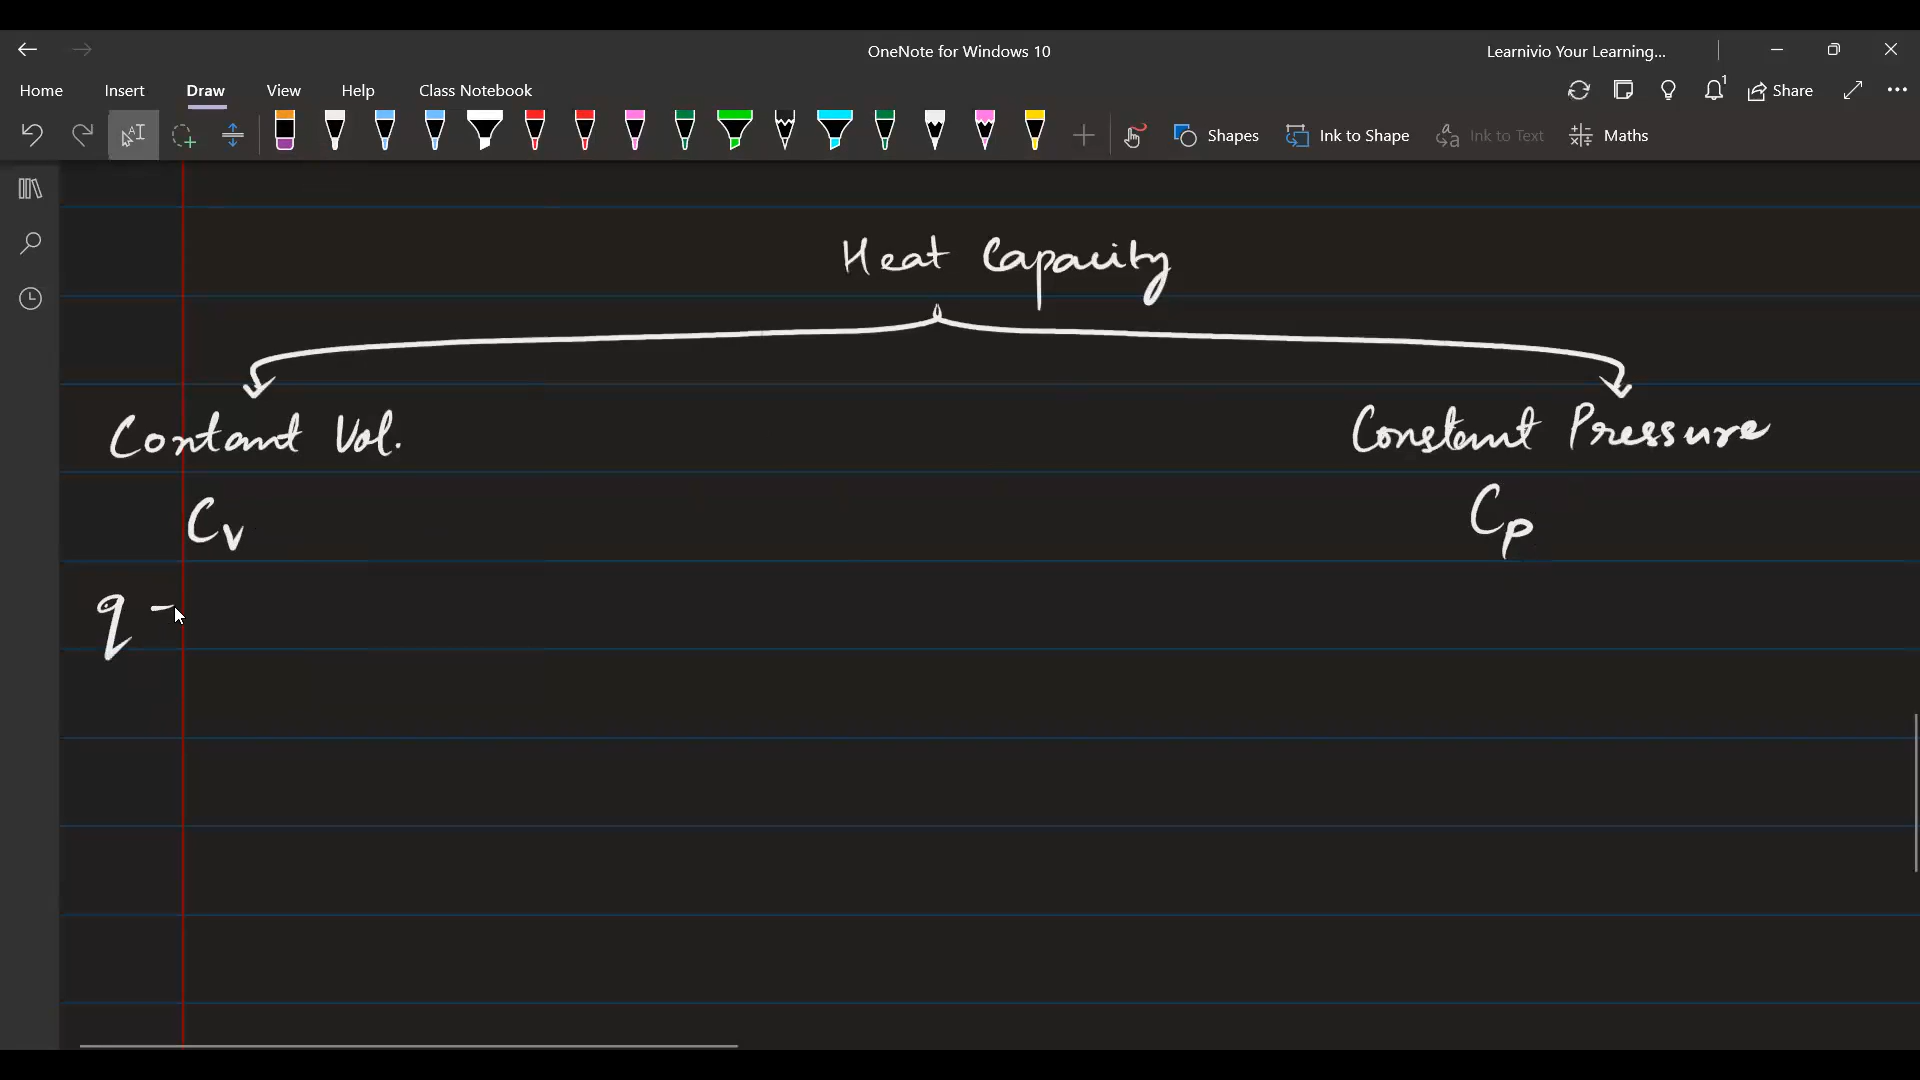 OneNote for Windows 10
Learnivio Your Learning...
Home Insert Draw View Help Class Notebook
1
Share
Shapes Ink to Shape Ink to Text Maths
Heat Capacity
Contant Vol. Constant Pressure
Cv Cp
q -